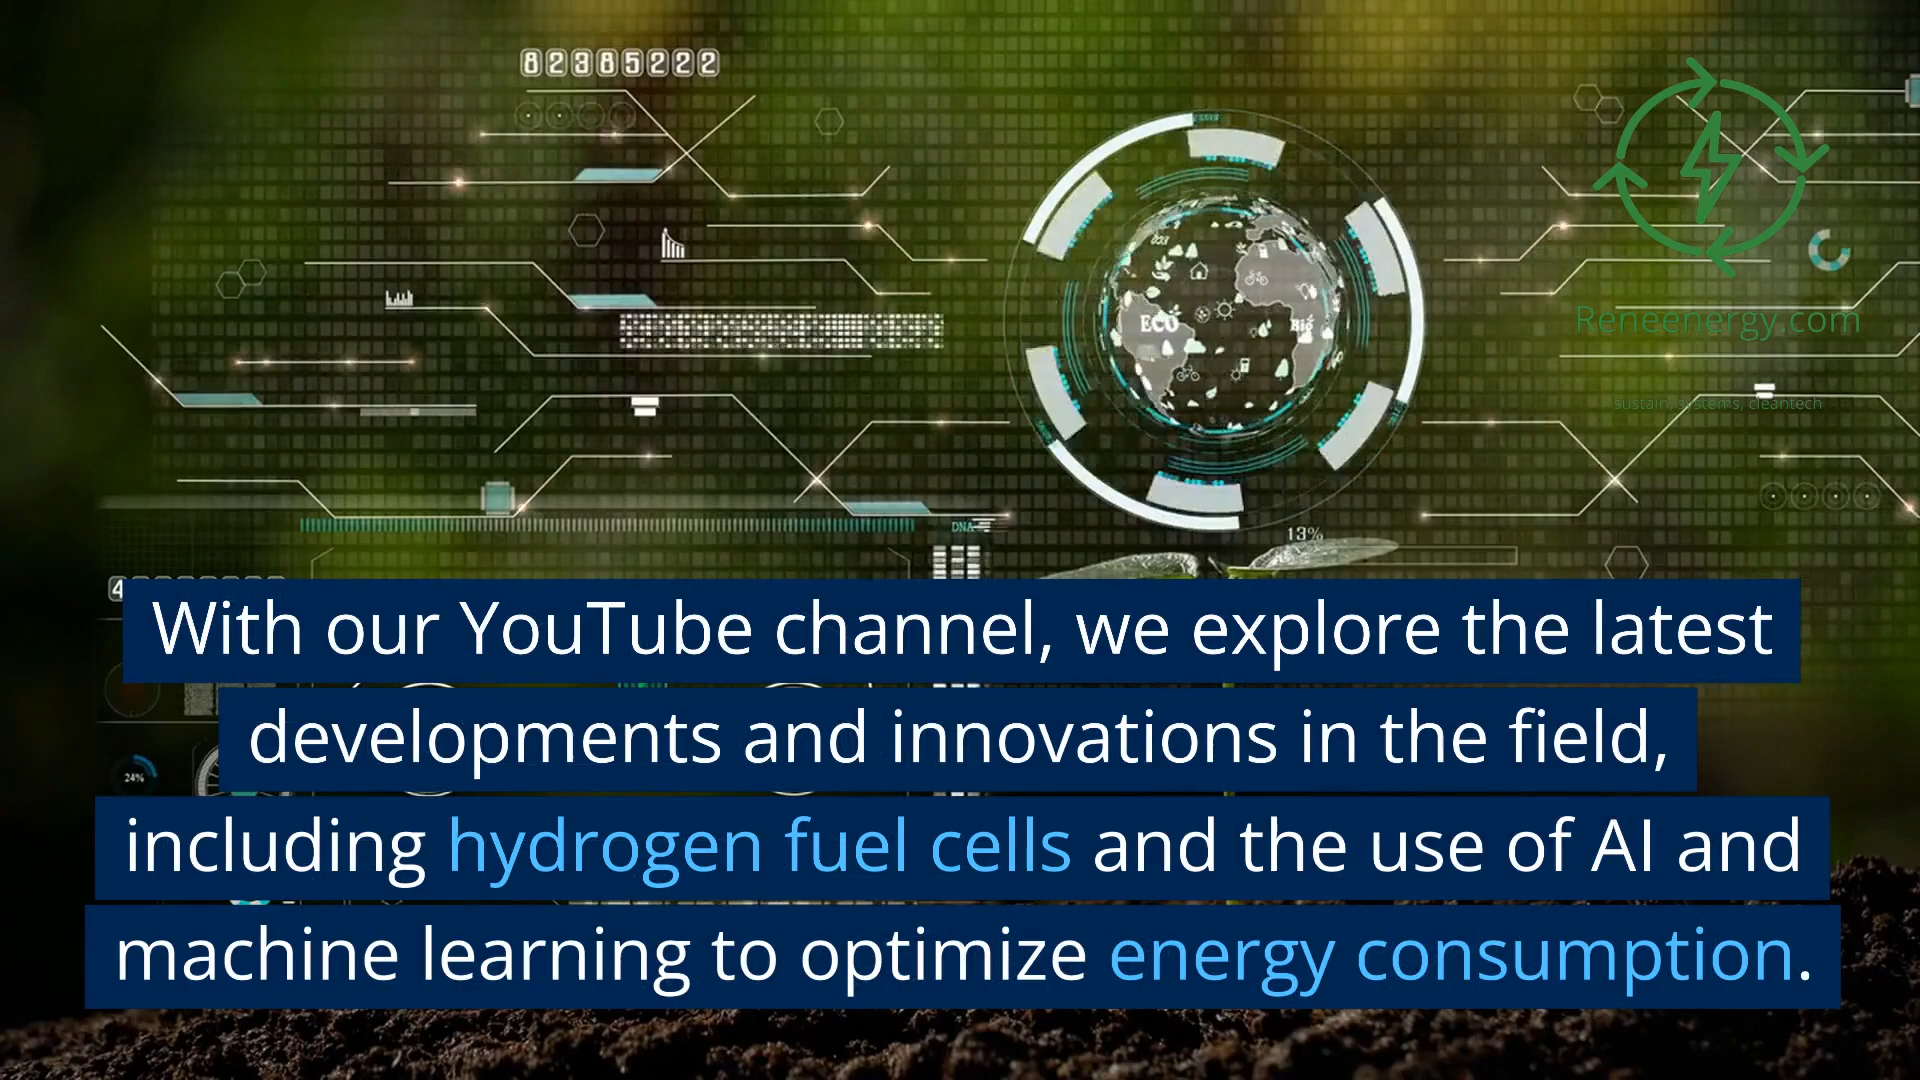 82385222
Reneenergy.com
ECO
Bio
sustain, systems, cleantech
DNA
13%
4
With our YouTube channel, we explore the latest
developments and innovations in the field,
24%
including hydrogen fuel cells and the use of AI and
machine learning to optimize energy consumption.